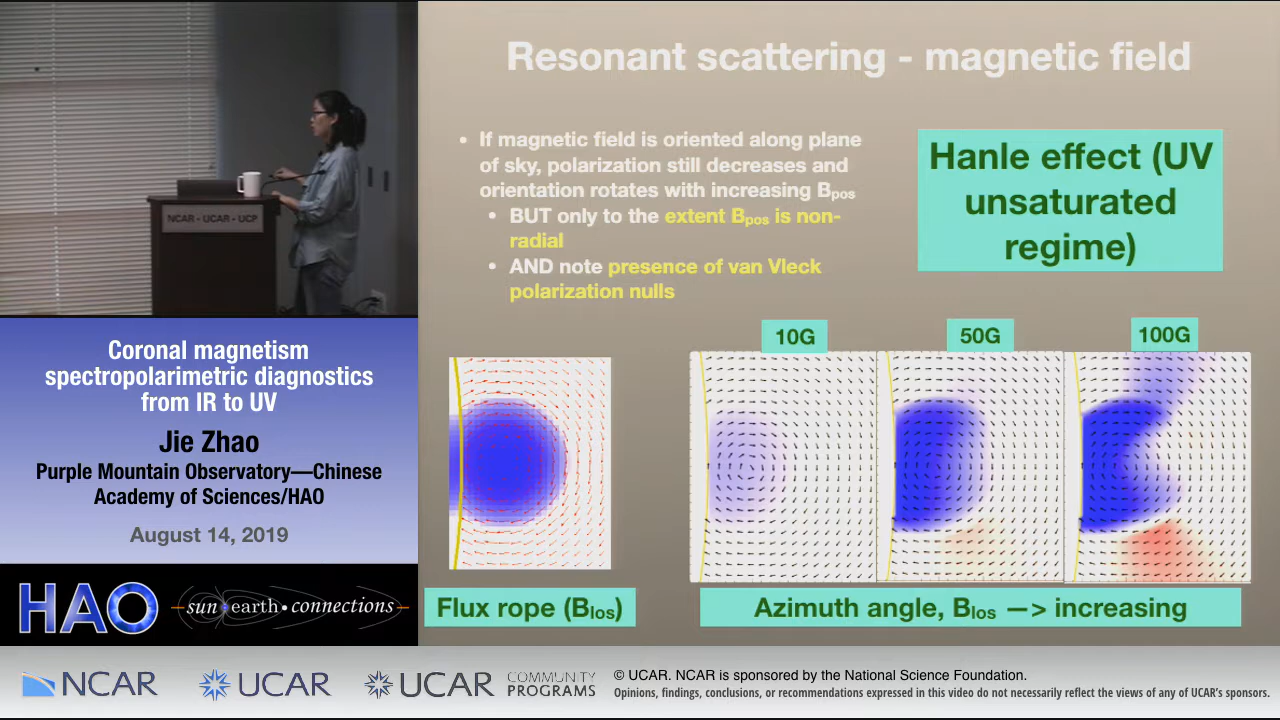 Resonant scattering - magnetic field
• If magnetic field is oriented along plane
of sky, polarization still decreases and
orientation rotates with increasing Bpos
• BUT only to the extent Bpos is non-
radial
• AND note presence of van Vleck
polarization nulls
Hanle effect (UV
unsaturated
regime)
10G
50G
100G
Flux rope (Blos)
Azimuth angle, Blos —> increasing
NCAR - UCAR - UCP
Coronal magnetism
spectropolarimetric diagnostics
from IR to UV
Jie Zhao
Purple Mountain Observatory—Chinese
Academy of Sciences/HAO
August 14, 2019
HAO
sun•earth•connections
NCAR
UCAR
UCAR
COMMUNITY
PROGRAMS
© UCAR. NCAR is sponsored by the National Science Foundation.
Opinions, findings, conclusions, or recommendations expressed in this video do not necessarily reflect the views of any of UCAR's sponsors.